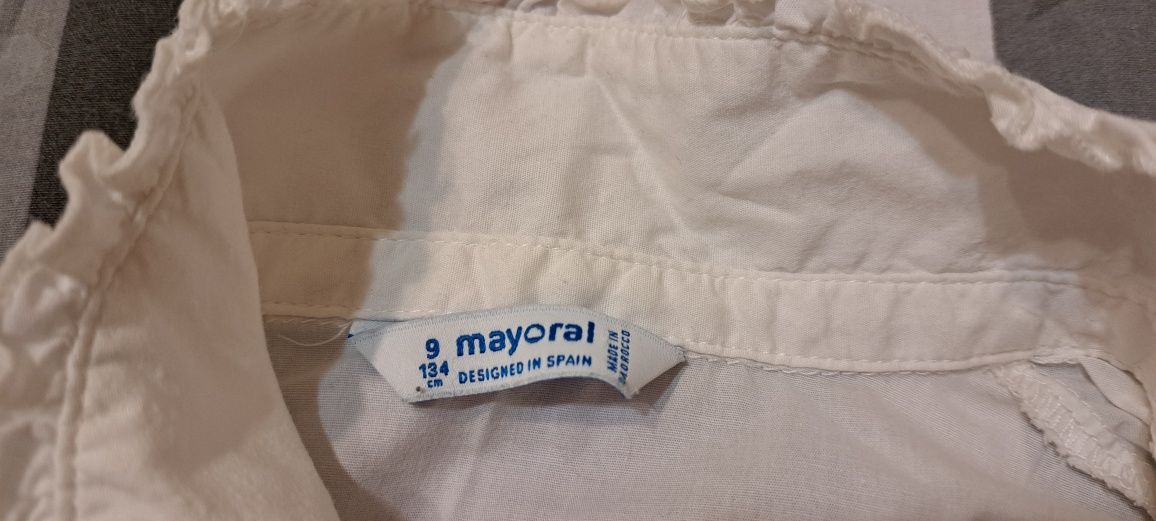 9
134
cm
mayoral
DESIGNED IN SPAIN
MADE IN
MOROCCO